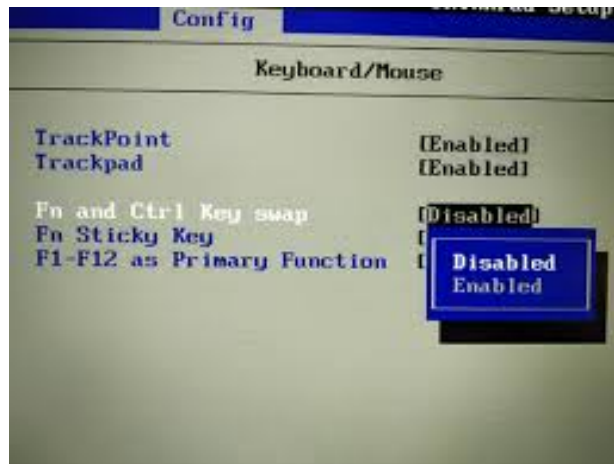 Config
Setup
Keyboard/Mouse
TrackPoint [Enabled]
Trackpad [Enabled]
Fn and Ctrl Key swap [Disabled]
Fn Sticky Key [
F1-F12 as Primary Function [
Disabled
Enabled